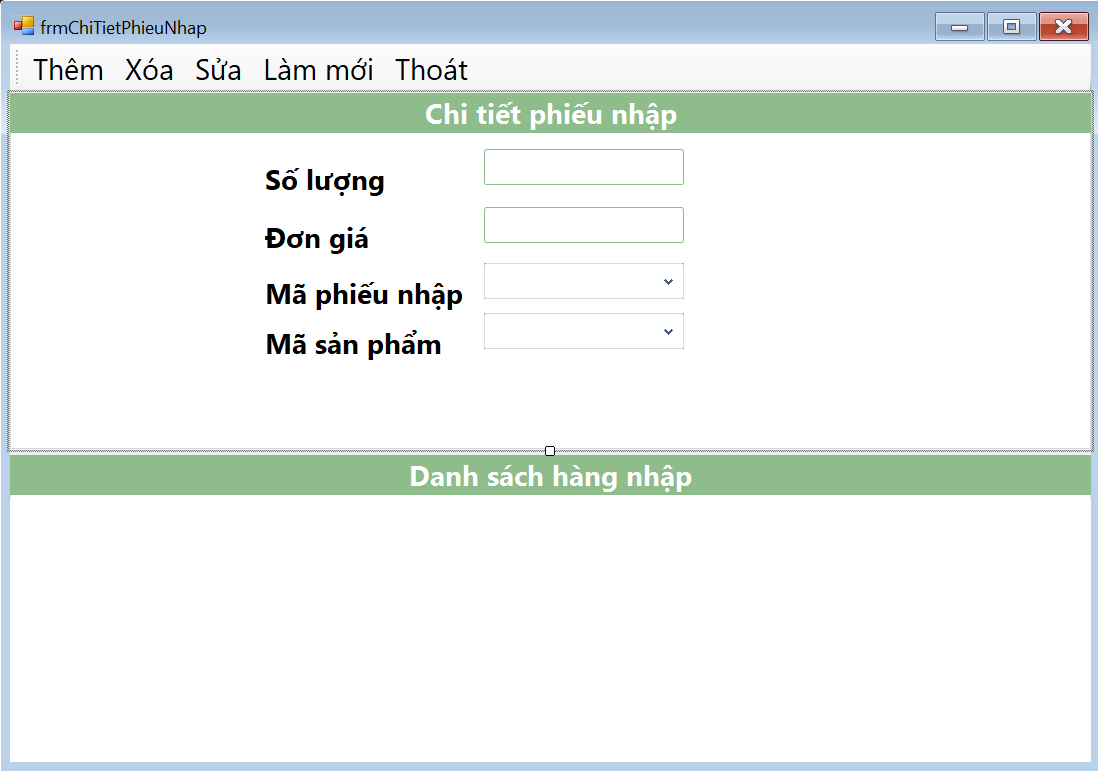 frmChiTietPhieuNhap
Thêm Xóa Sửa Làm mới Thoát
Chi tiết phiếu nhập
Số lượng
Đơn giá
Mã phiếu nhập
Mã sản phẩm
Danh sách hàng nhập